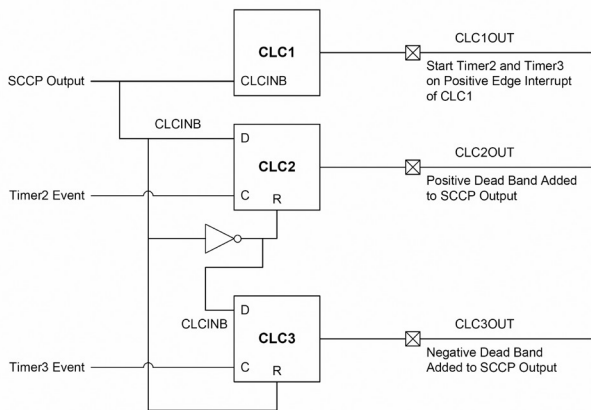 CLC1
CLC1OUT
SCCP Output
CLCINB
Start Timer2 and Timer3
on Positive Edge Interrupt
of CLC1
CLCINB
D
CLC2
CLC2OUT
Timer2 Event
C
R
Positive Dead Band Added
to SCCP Output
D
CLCINB
CLC3
CLC3OUT
Timer3 Event
C
R
Negative Dead Band
Added to SCCP Output